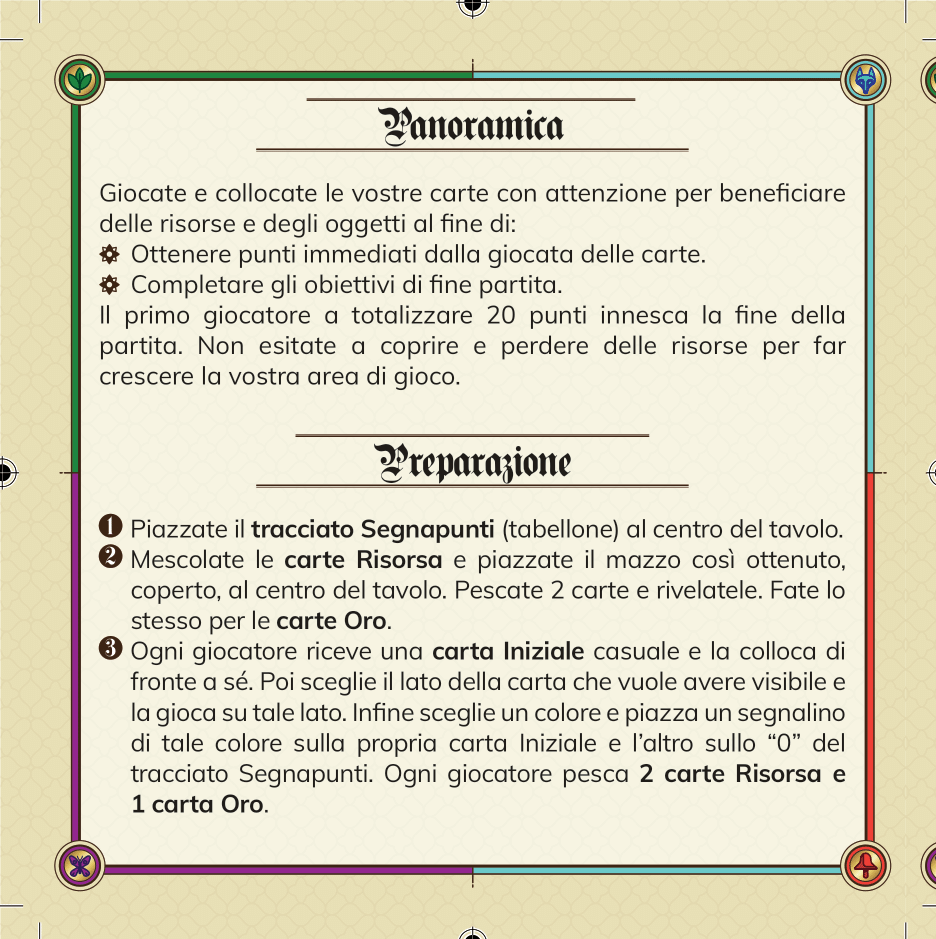 Panoramica
Giocate e collocate le vostre carte con attenzione per beneficiare
delle risorse e degli oggetti al fine di:
Ottenere punti immediati dalla giocata delle carte.
Completare gli obiettivi di fine partita.
Il primo giocatore a totalizzare 20 punti innesca la fine della
partita. Non esitate a coprire e perdere delle risorse per far
crescere la vostra area di gioco.
Preparazione
1 Piazzate il tracciato Segnapunti (tabellone) al centro del tavolo.
2 Mescolate le carte Risorsa e piazzate il mazzo così ottenuto,
coperto, al centro del tavolo. Pescate 2 carte e rivelatele. Fate lo
stesso per le carte Oro.
3 Ogni giocatore riceve una carta Iniziale casuale e la colloca di
fronte a sé. Poi sceglie il lato della carta che vuole avere visibile e
la gioca su tale lato. Infine sceglie un colore e piazza un segnalino
di tale colore sulla propria carta Iniziale e l’altro sullo “0” del
tracciato Segnapunti. Ogni giocatore pesca 2 carte Risorsa e
1 carta Oro.